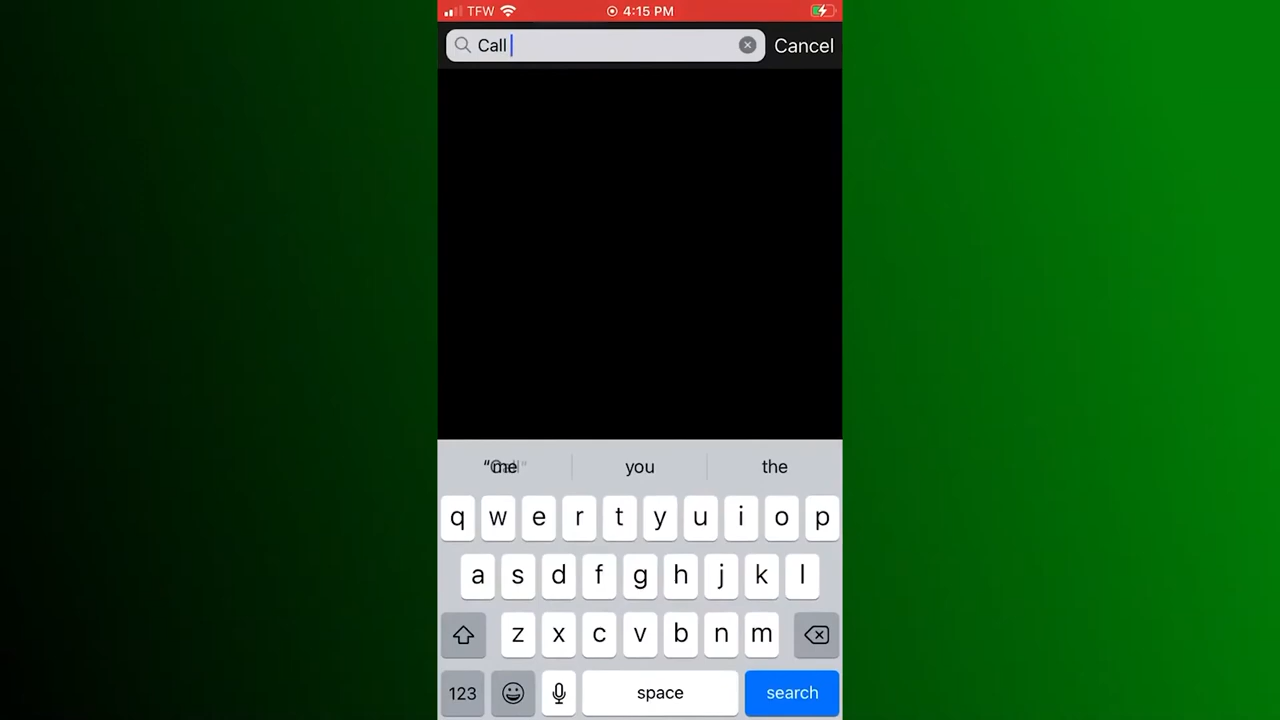 TFW 4:15 PM
Call
Cancel
"me you the
q w e r t y u i o p
a s d f g h j k l
z x c v b n m
123 space search